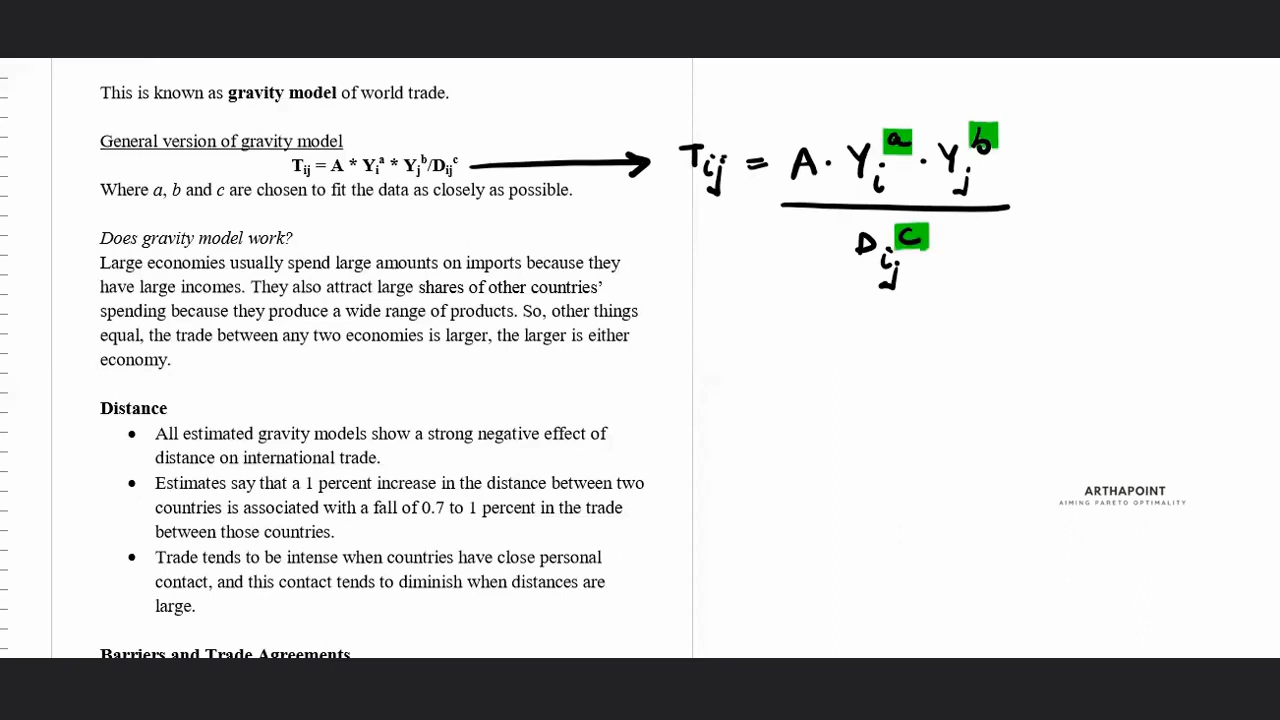 This is known as gravity model of world trade.
General version of gravity model
Tij = A * Yi^a * Yj^b/Dij^c
Where a, b and c are chosen to fit the data as closely as possible.
Does gravity model work?
Large economies usually spend large amounts on imports because they
have large incomes. They also attract large shares of other countries’
spending because they produce a wide range of products. So, other things
equal, the trade between any two economies is larger, the larger is either
economy.
Distance
• All estimated gravity models show a strong negative effect of
distance on international trade.
• Estimates say that a 1 percent increase in the distance between two
countries is associated with a fall of 0.7 to 1 percent in the trade
between those countries.
• Trade tends to be intense when countries have close personal
contact, and this contact tends to diminish when distances are
large.
Barriers and Trade Agreements
Tij = A · Yi^a · Yj^b
Dij^c
ARTHAPOINT
AIMING PARETO OPTIMALITY